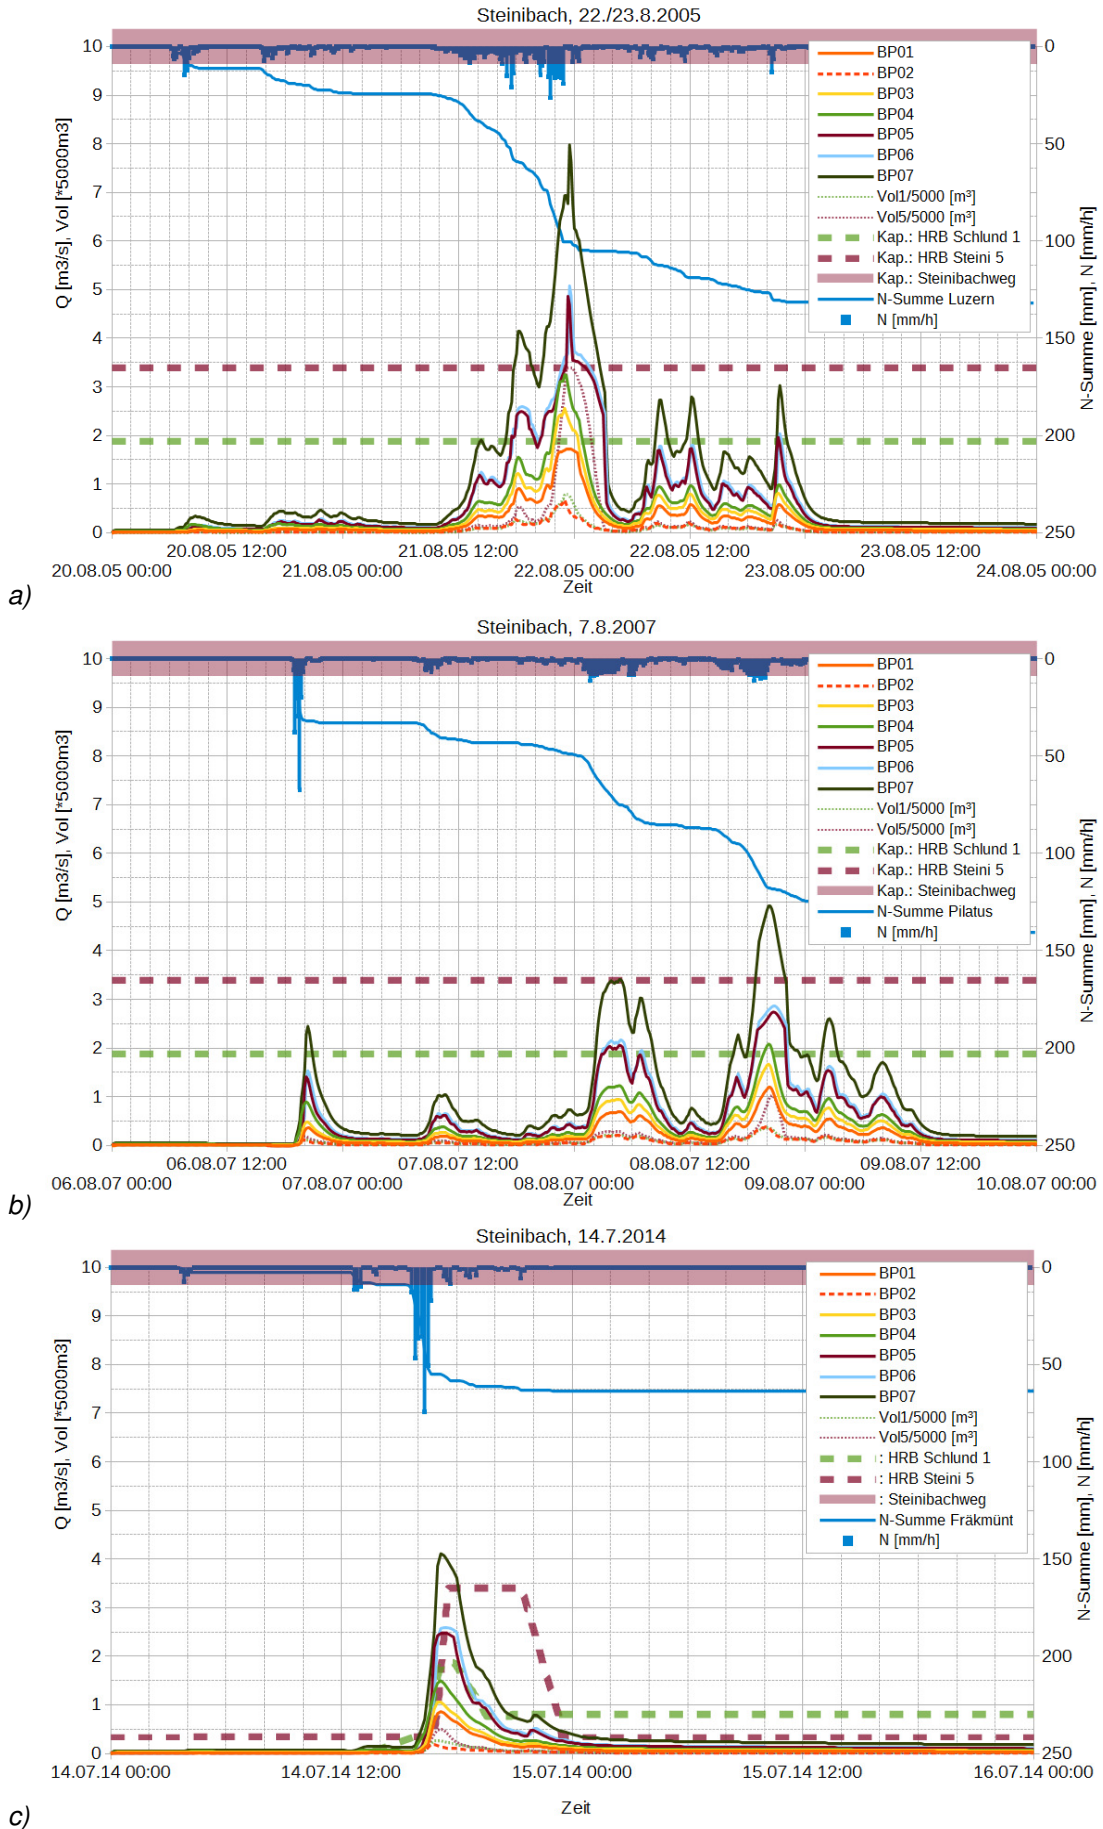 Steinibach, 22./23.8.2005
Q [m3/s], Vol [*5000m3]
10
9
8
7
6
5
4
3
2
1
0
BP01
BP02
BP03
BP04
BP05
BP06
BP07
Vol1/5000 [m³]
Vol5/5000 [m³]
Kap.: HRB Schlund 1
Kap.: HRB Steini 5
Kap.: Steinibachweg
N-Summe Luzern
N [mm/h]
0
50
100
150
200
250
N-Summe [mm], N [mm/h]
20.08.05 12:00 21.08.05 12:00 22.08.05 12:00 23.08.05 12:00
20.08.05 00:00 21.08.05 00:00 22.08.05 00:00 23.08.05 00:00 24.08.05 00:00
Zeit
a)
Steinibach, 7.8.2007
Q [m3/s], Vol [*5000m3]
10
9
8
7
6
5
4
3
2
1
0
BP01
BP02
BP03
BP04
BP05
BP06
BP07
Vol1/5000 [m³]
Vol5/5000 [m³]
Kap.: HRB Schlund 1
Kap.: HRB Steini 5
Kap.: Steinibachweg
N-Summe Pilatus
N [mm/h]
0
50
100
150
200
250
N-Summe [mm], N [mm/h]
06.08.07 12:00 07.08.07 12:00 08.08.07 12:00 09.08.07 12:00
06.08.07 00:00 07.08.07 00:00 08.08.07 00:00 09.08.07 00:00 10.08.07 00:00
Zeit
b)
Steinibach, 14.7.2014
Q [m3/s], Vol [*5000m3]
10
9
8
7
6
5
4
3
2
1
0
BP01
BP02
BP03
BP04
BP05
BP06
BP07
Vol1/5000 [m³]
Vol5/5000 [m³]
: HRB Schlund 1
: HRB Steini 5
: Steinibachweg
N-Summe Fräkmünt
N [mm/h]
0
50
100
150
200
250
N-Summe [mm], N [mm/h]
14.07.14 00:00 14.07.14 12:00 15.07.14 00:00 15.07.14 12:00 16.07.14 00:00
Zeit
c)